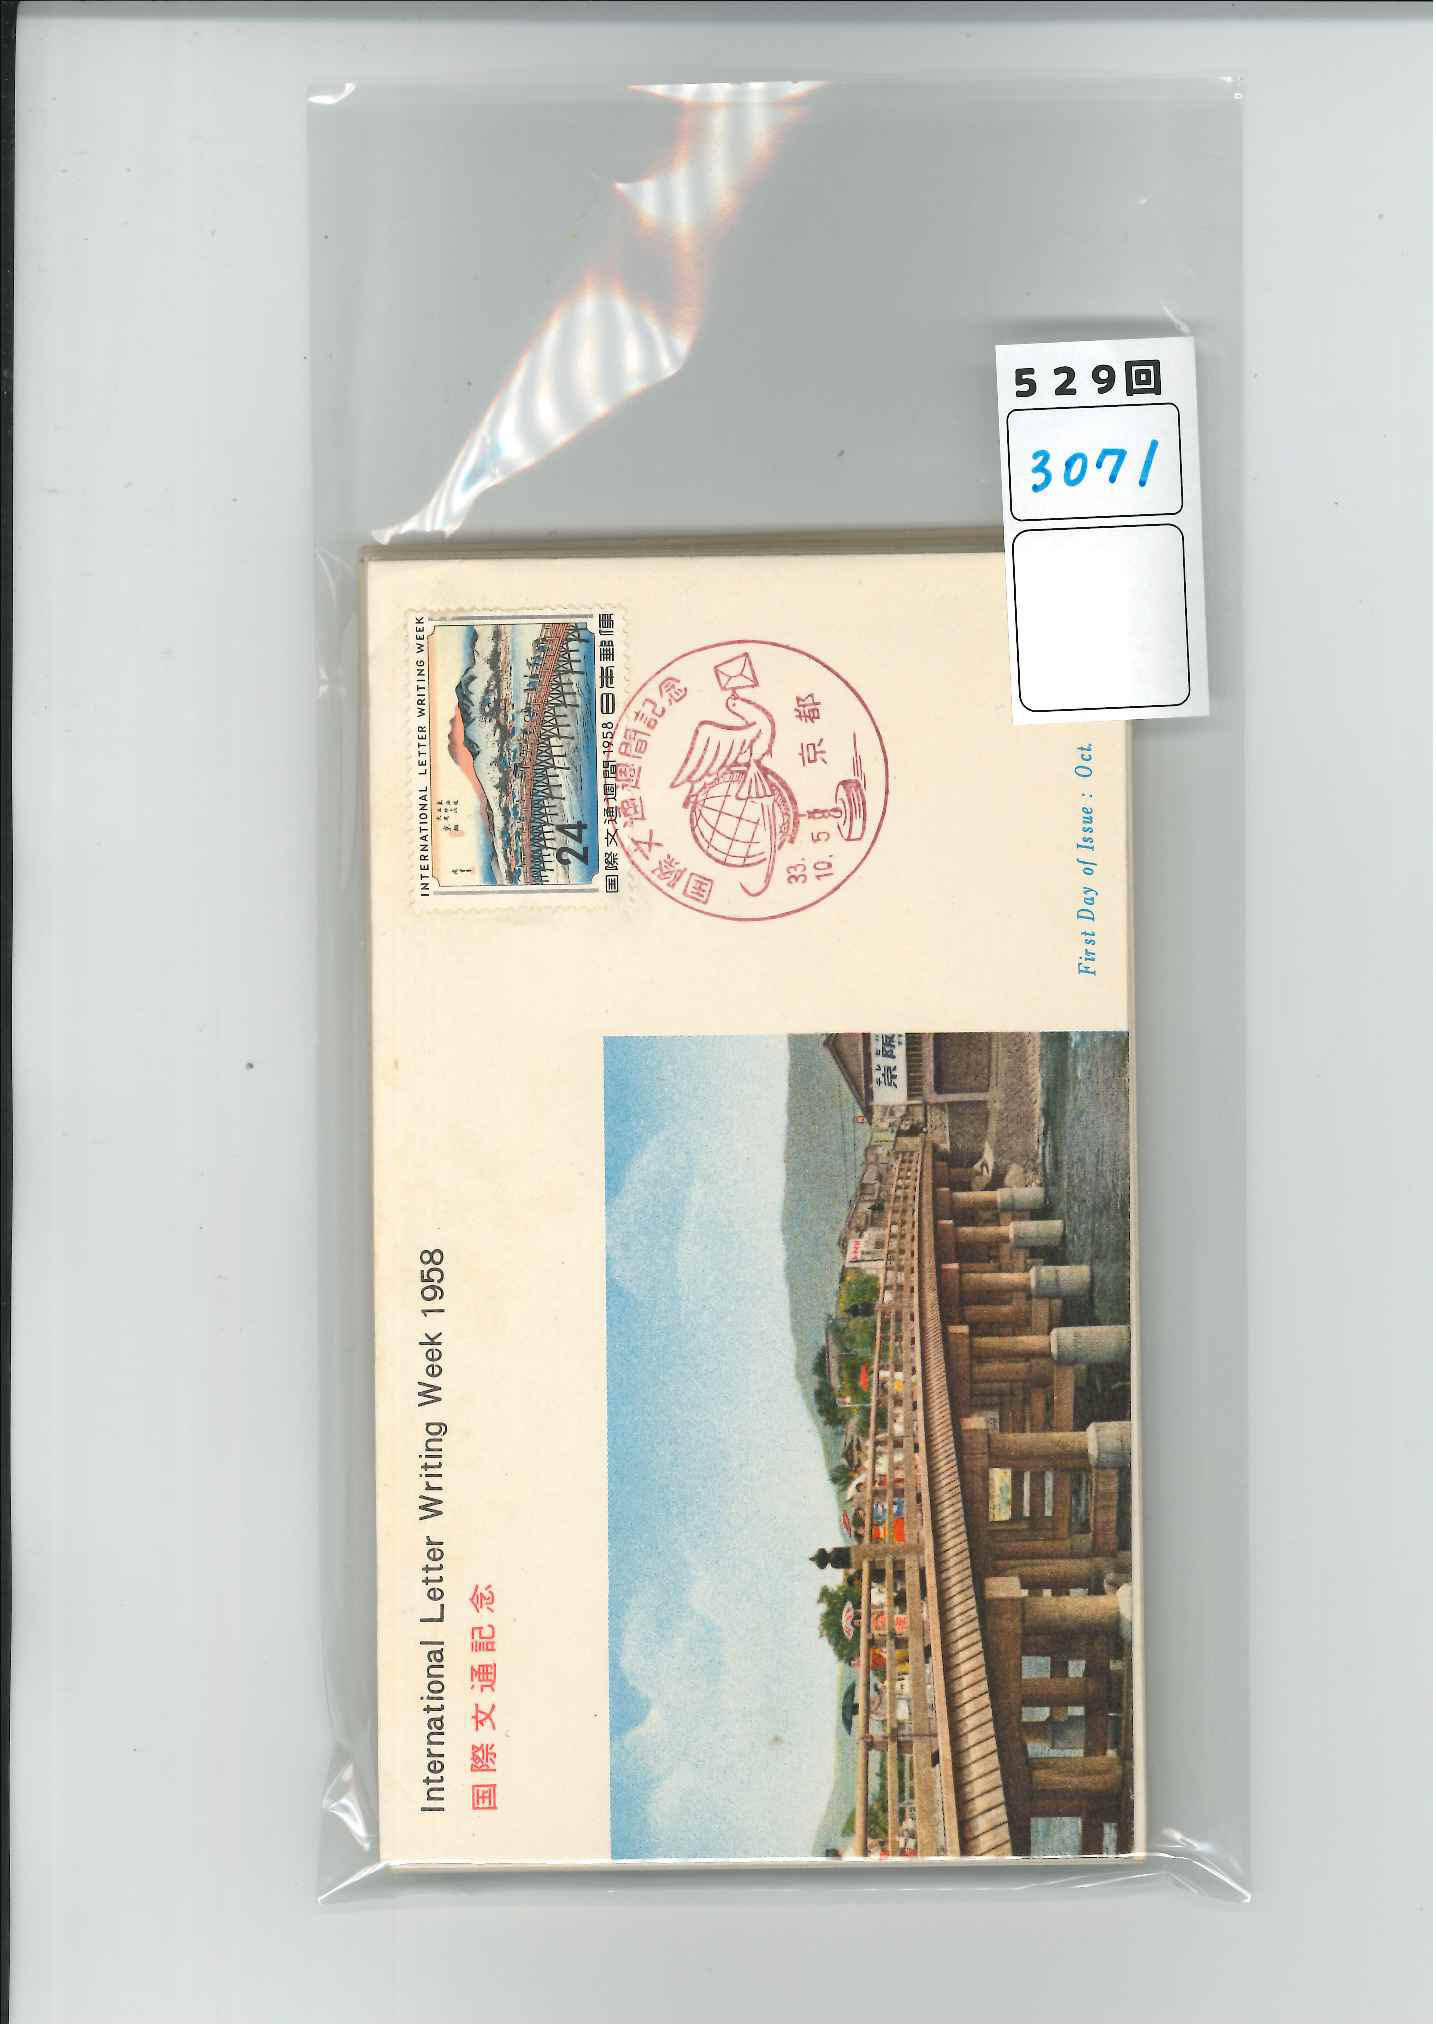 529回
3071
INTERNATIONAL LETTER WRITING WEEK
24
国際文通週間1958日本郵便
国際文通週間記念
京都
33.
10. 5
First Day of Issue : Oct.
International Letter Writing Week 1958
国際文通記念
京阪